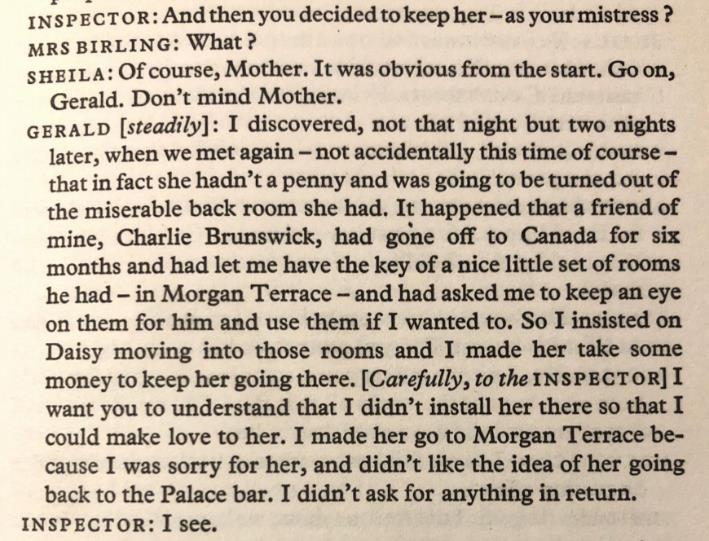 INSPECTOR: And then you decided to keep her – as your mistress?
MRS BIRLING: What?
SHEILA: Of course, Mother. It was obvious from the start. Go on,
Gerald. Don't mind Mother.
GERALD [steadily]: I discovered, not that night but two nights
later, when we met again – not accidentally this time of course –
that in fact she hadn't a penny and was going to be turned out of
the miserable back room she had. It happened that a friend of
mine, Charlie Brunswick, had gone off to Canada for six
months and had let me have the key of a nice little set of rooms
he had – in Morgan Terrace – and had asked me to keep an eye
on them for him and use them if I wanted to. So I insisted on
Daisy moving into those rooms and I made her take some
money to keep her going there. [Carefully, to the INSPECTOR] I
want you to understand that I didn't install her there so that I
could make love to her. I made her go to Morgan Terrace be-
cause I was sorry for her, and didn't like the idea of her going
back to the Palace bar. I didn't ask for anything in return.
INSPECTOR: I see.